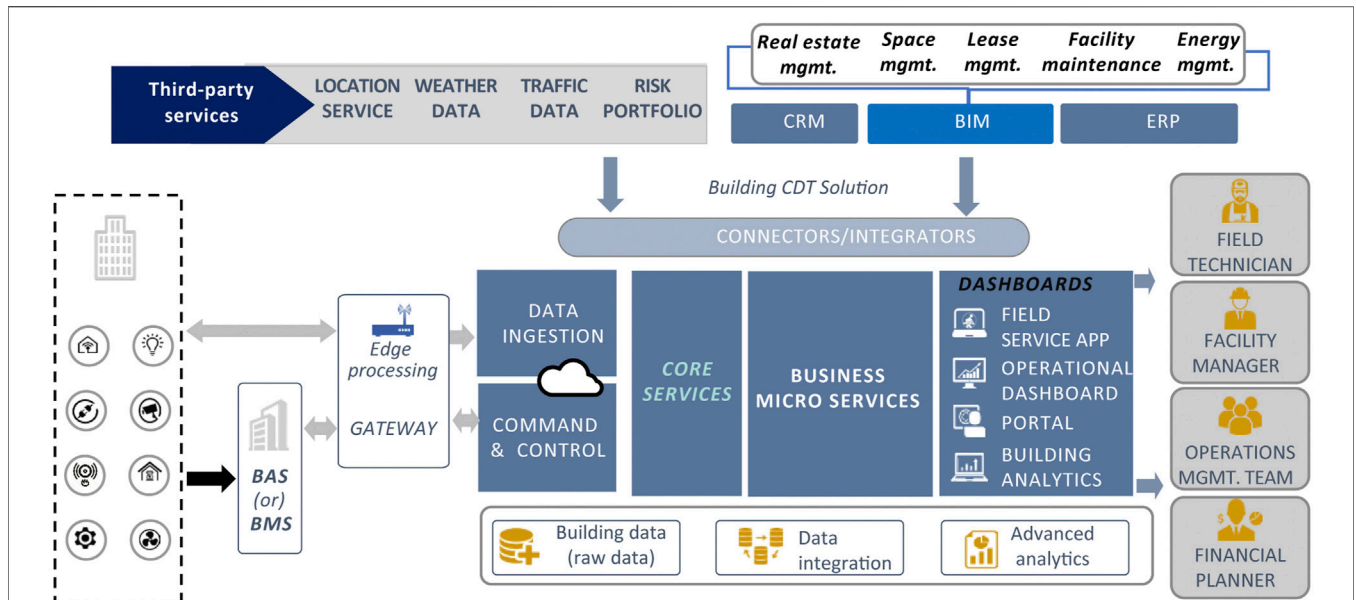 Third-party
services
LOCATION
SERVICE
WEATHER
DATA
TRAFFIC
DATA
RISK
PORTFOLIO
Real estate
mgmt.
Space
mgmt.
Lease
mgmt.
Facility
maintenance
Energy
mgmt.
CRM
BIM
ERP
Building CDT Solution
CONNECTORS/INTEGRATORS
BAS
(or)
BMS
Edge
processing
GATEWAY
DATA
INGESTION
COMMAND
& CONTROL
CORE
SERVICES
BUSINESS
MICRO SERVICES
DASHBOARDS
FIELD
SERVICE APP
OPERATIONAL
DASHBOARD
PORTAL
BUILDING
ANALYTICS
FIELD
TECHNICIAN
FACILITY
MANAGER
OPERATIONS
MGMT. TEAM
FINANCIAL
PLANNER
Building data
(raw data)
Data
integration
Advanced
analytics